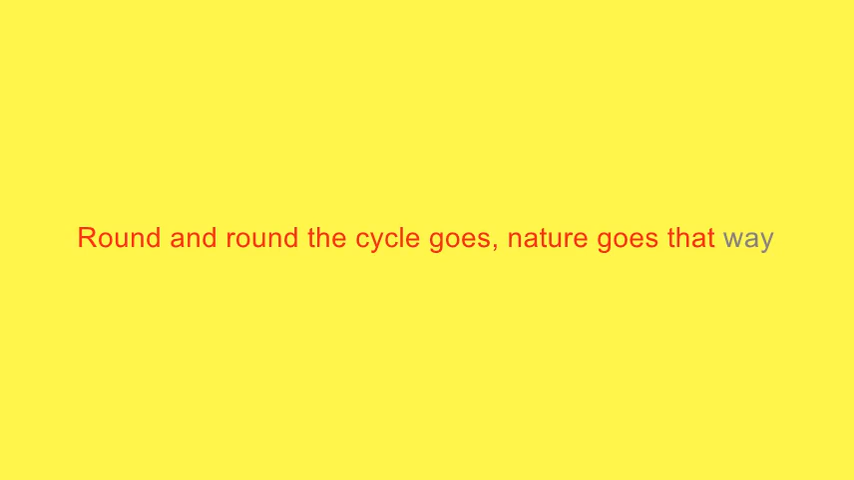 Round and round the cycle goes, nature goes that way